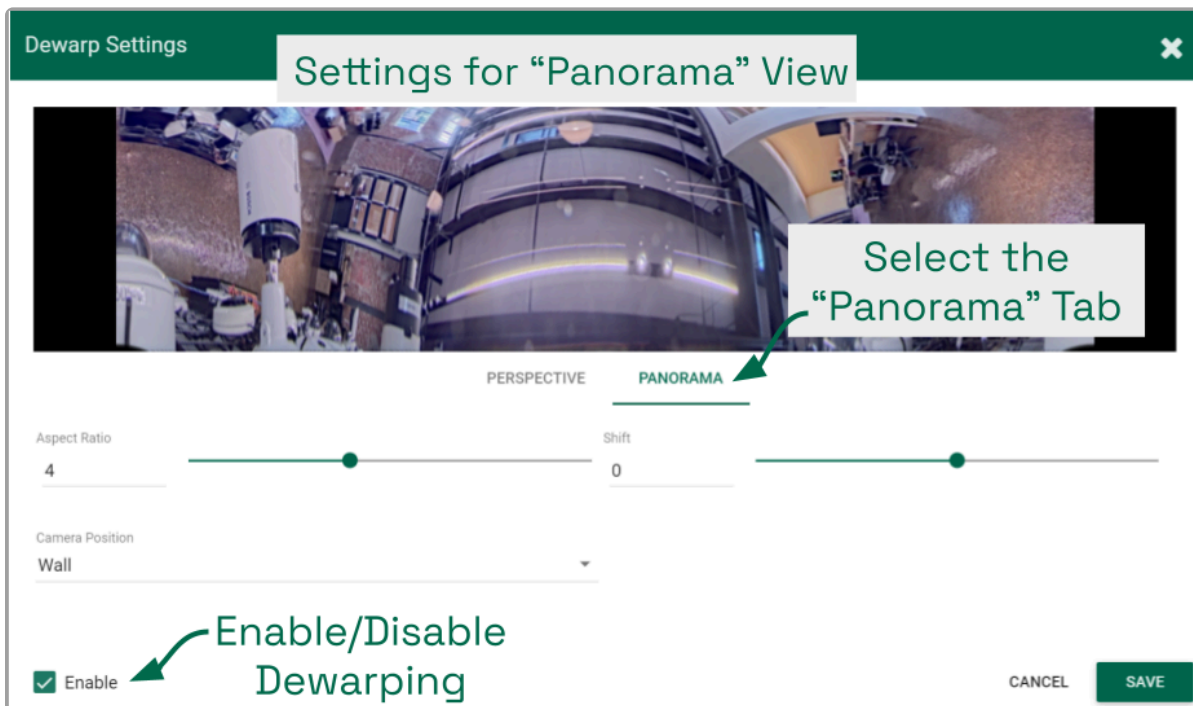 Dewarp Settings
Settings for “Panorama” View
Select the
“Panorama” Tab
PERSPECTIVE
PANORAMA
Aspect Ratio
4
Shift
0
Camera Position
Wall
Enable/Disable
Dewarping
Enable
CANCEL
SAVE